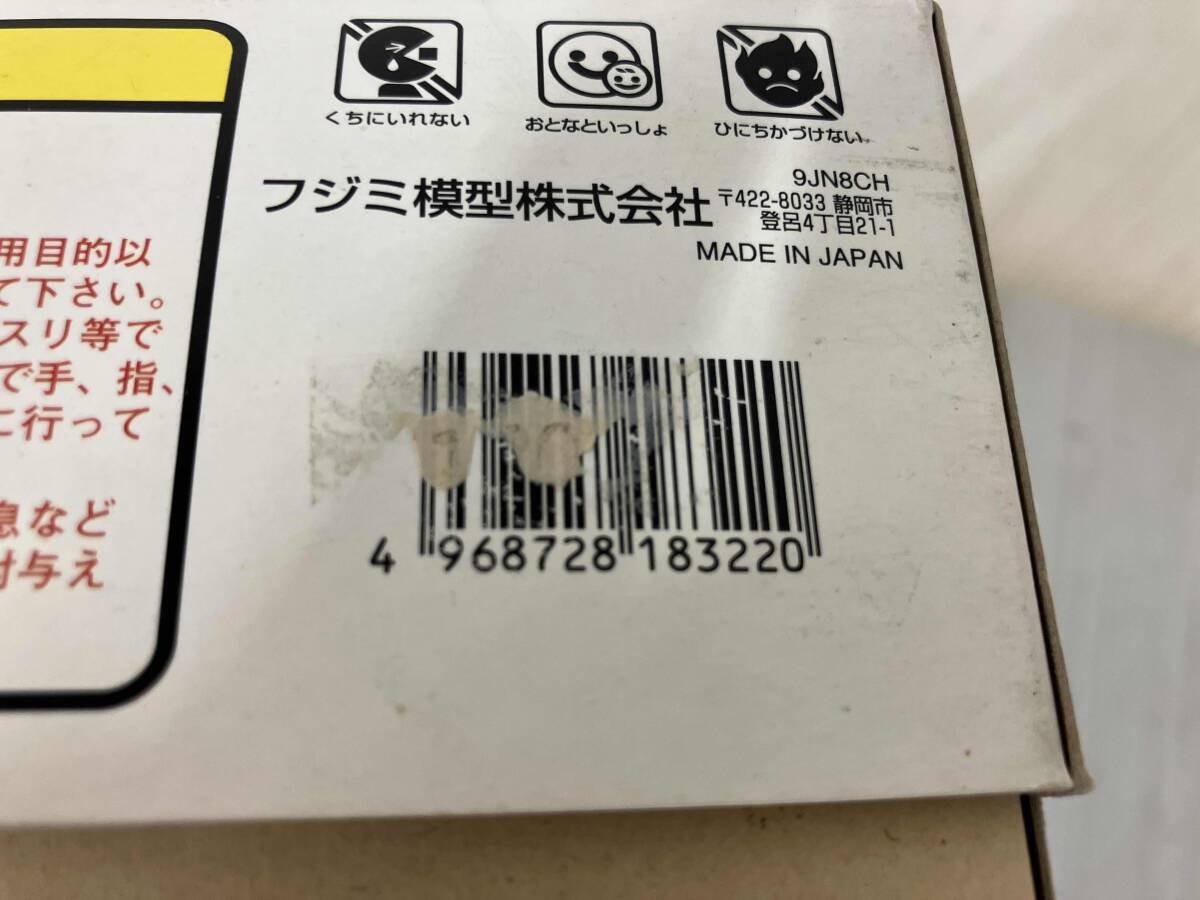 くちにいれない
おとなといっしょ
ひにちかづけない。
9JN8CH
フジミ模型株式会社
〒422-8033 静岡市
登呂4丁目21-1
MADE IN JAPAN
用目的以
て下さい。
スリ等で
で手、指、
に行って
息など
付与え
4 968728 183220